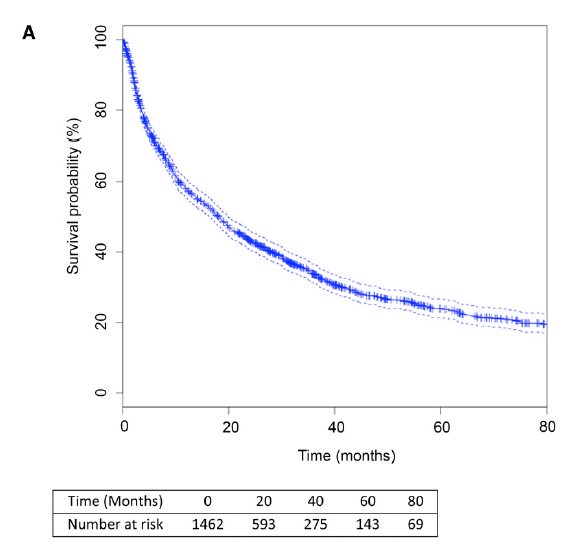 A
Survival probability (%)
100
80
60
40
20
0
0 20 40 60 80
Time (months)
Time (Months) 0 20 40 60 80
Number at risk 1462 593 275 143 69